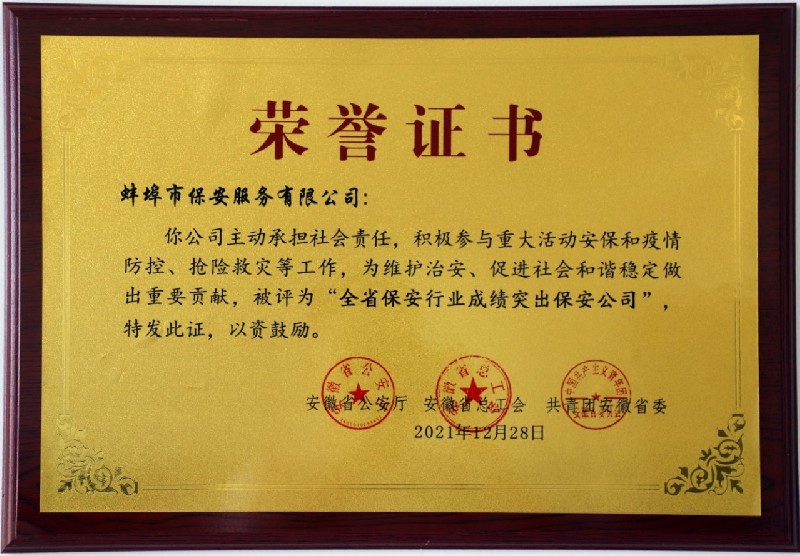 荣誉证书
蚌埠市保安服务有限公司：
你公司主动承担社会责任，积极参与重大活动安保和疫情
防控、抢险救灾等工作，为维护治安、促进社会和谐稳定做
出重要贡献，被评为“全省保安行业成绩突出保安公司”，
特发此证，以资鼓励。
安徽省公安厅 安徽省总工会 共青团安徽省委
2021年12月28日